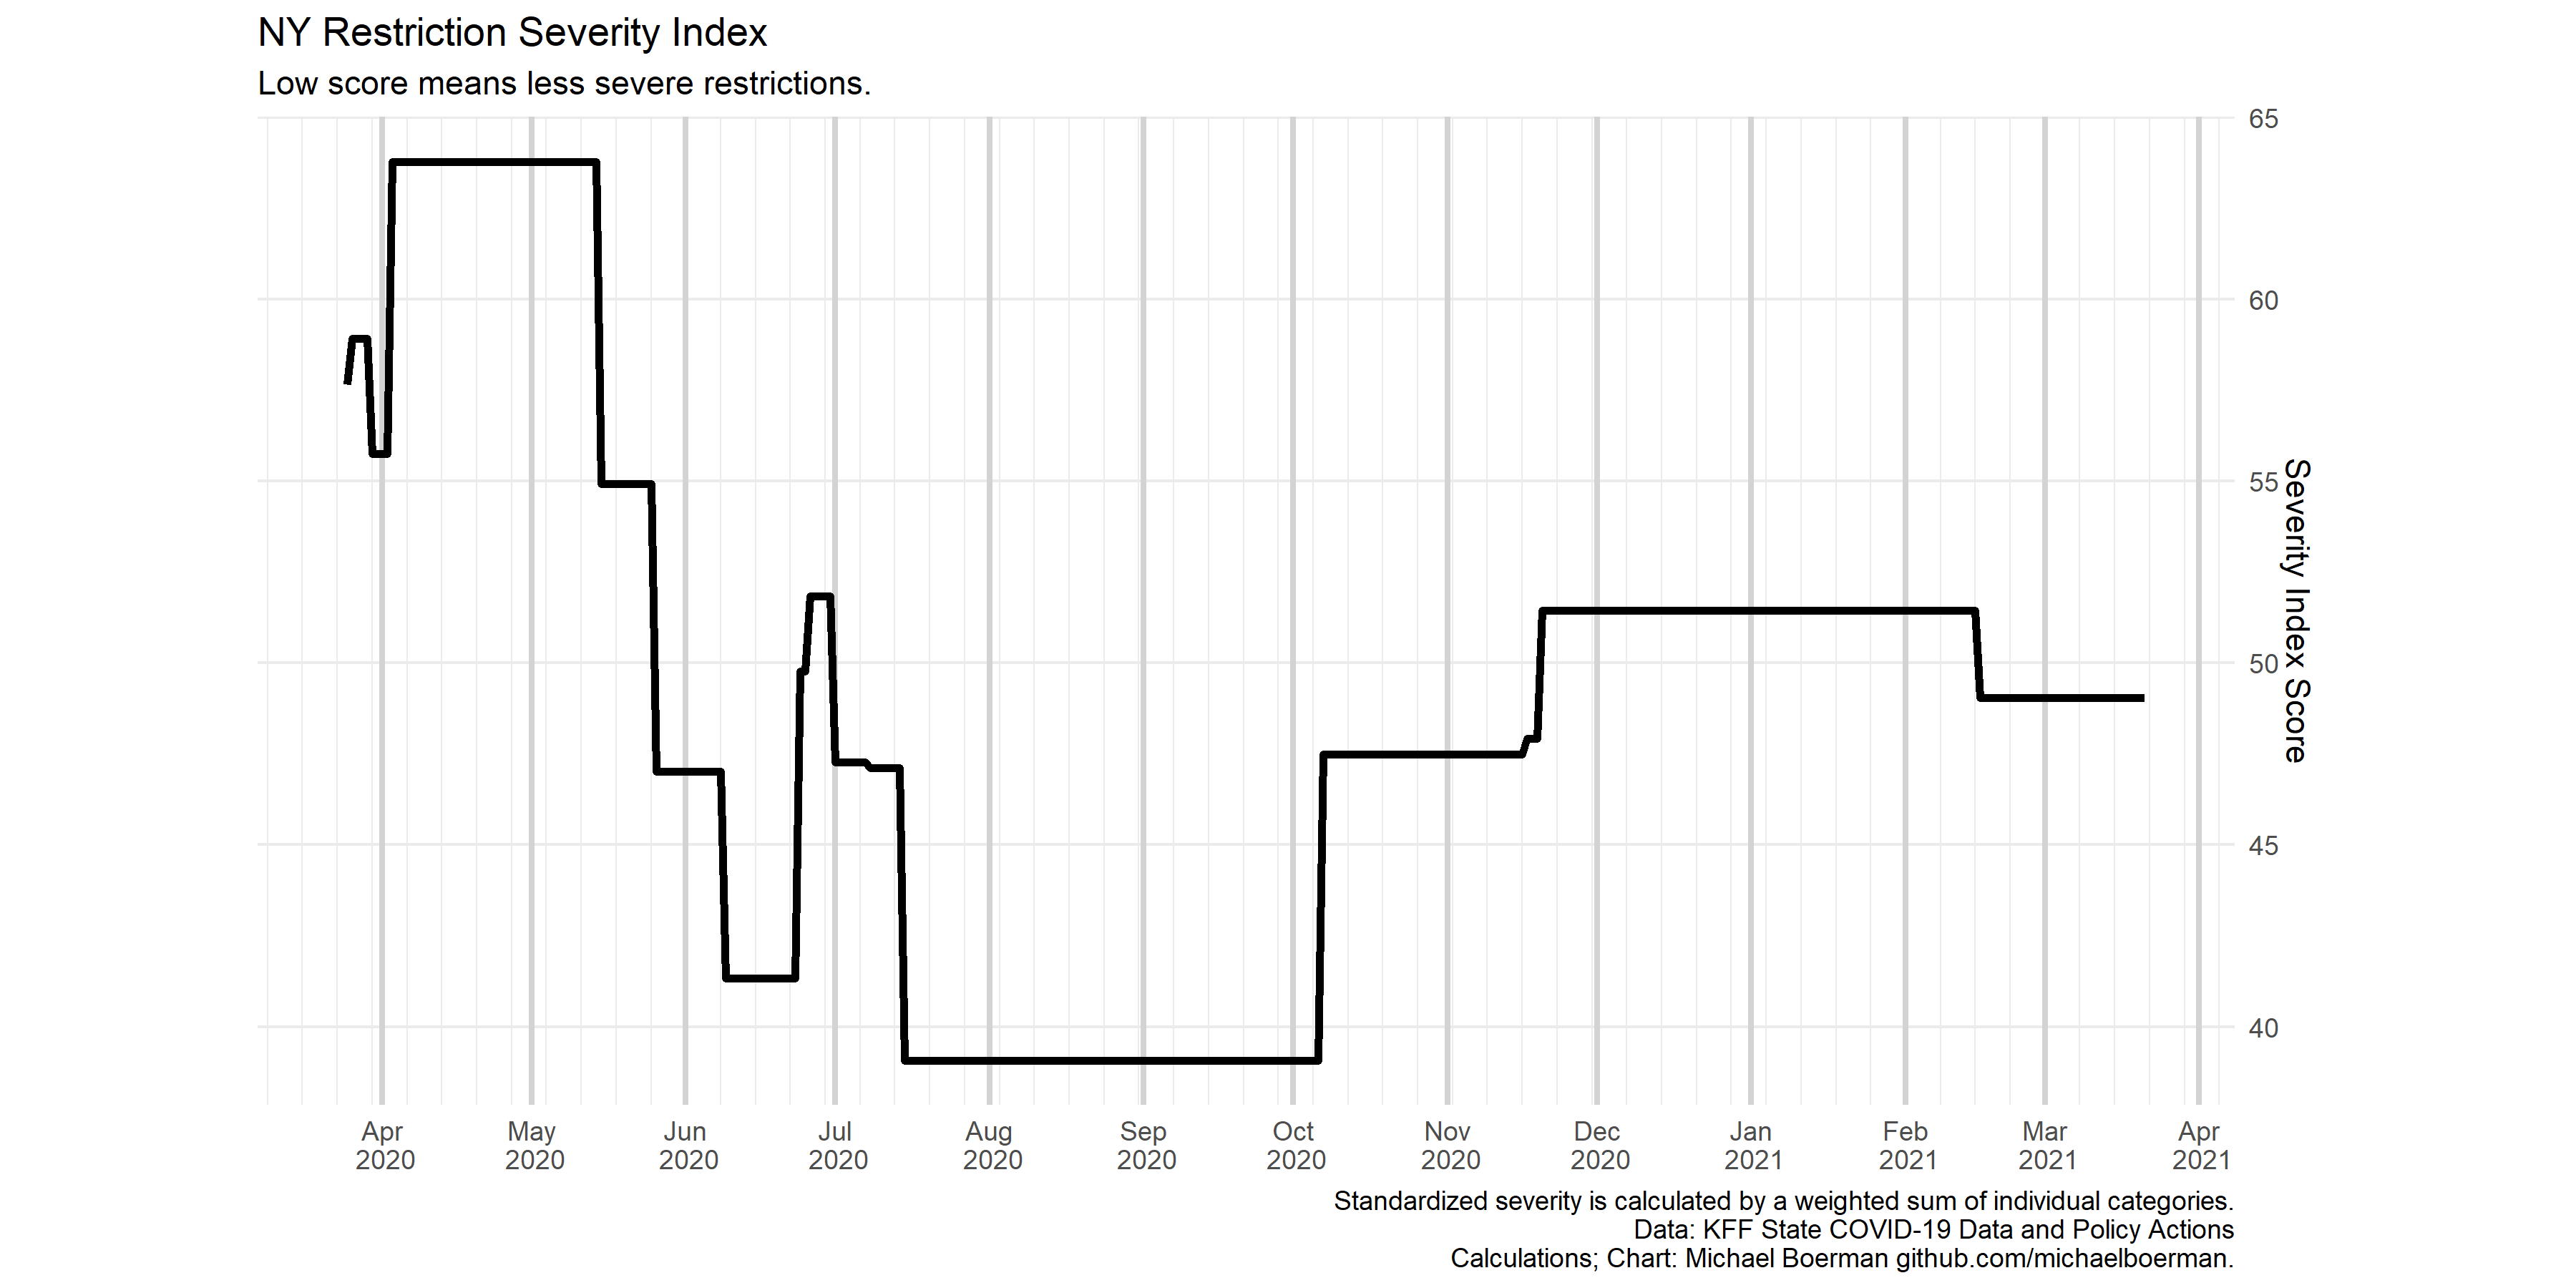 NY Restriction Severity Index
Low score means less severe restrictions.
65
60
55
50
45
40
Severity Index Score
Apr May Jun Jul Aug Sep Oct Nov Dec Jan Feb Mar Apr
2020 2020 2020 2020 2020 2020 2020 2020 2020 2021 2021 2021 2021
Standardized severity is calculated by a weighted sum of individual categories.
Data: KFF State COVID-19 Data and Policy Actions
Calculations; Chart: Michael Boerman github.com/michaelboerman.